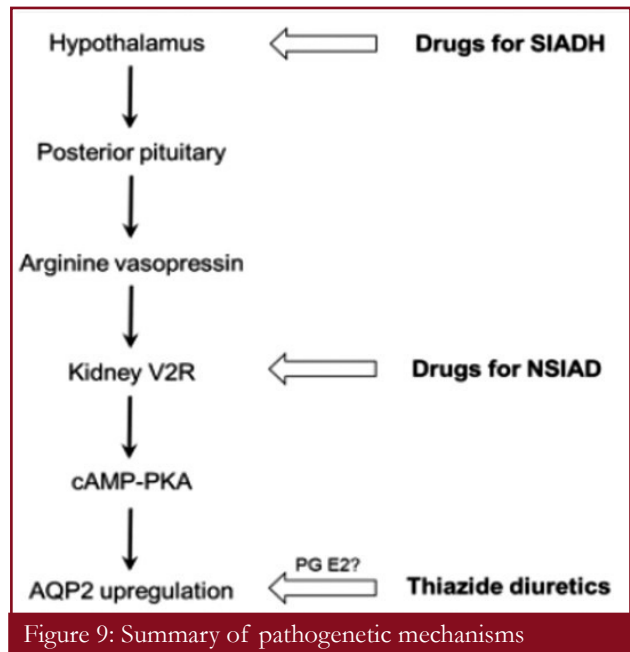 Hypothalamus
Drugs for SIADH
Posterior pituitary
Arginine vasopressin
Kidney V2R
Drugs for NSIAD
cAMP-PKA
PG E2?
AQP2 upregulation
Thiazide diuretics
Figure 9: Summary of pathogenetic mechanisms